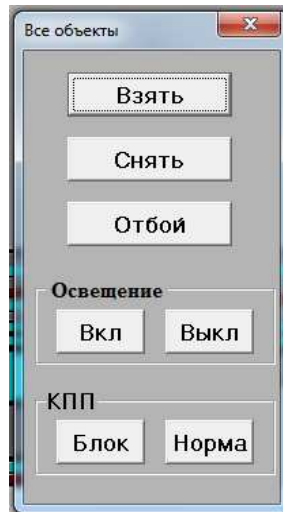 Все объекты
Взять
Снять
Отбой
Освещение
Вкл Выкл
КПП
Блок Норма